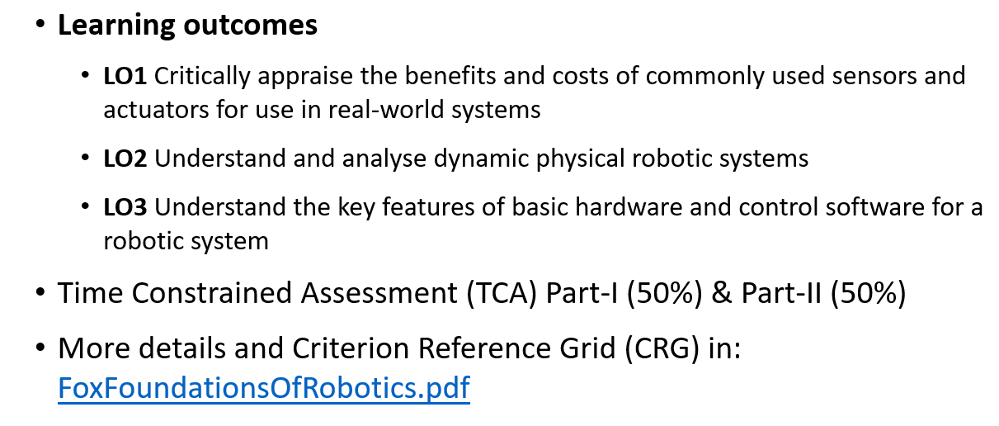 • Learning outcomes
• LO1 Critically appraise the benefits and costs of commonly used sensors and
actuators for use in real-world systems
• LO2 Understand and analyse dynamic physical robotic systems
• LO3 Understand the key features of basic hardware and control software for a
robotic system
• Time Constrained Assessment (TCA) Part-I (50%) & Part-II (50%)
• More details and Criterion Reference Grid (CRG) in:
FoxFoundationsOfRobotics.pdf